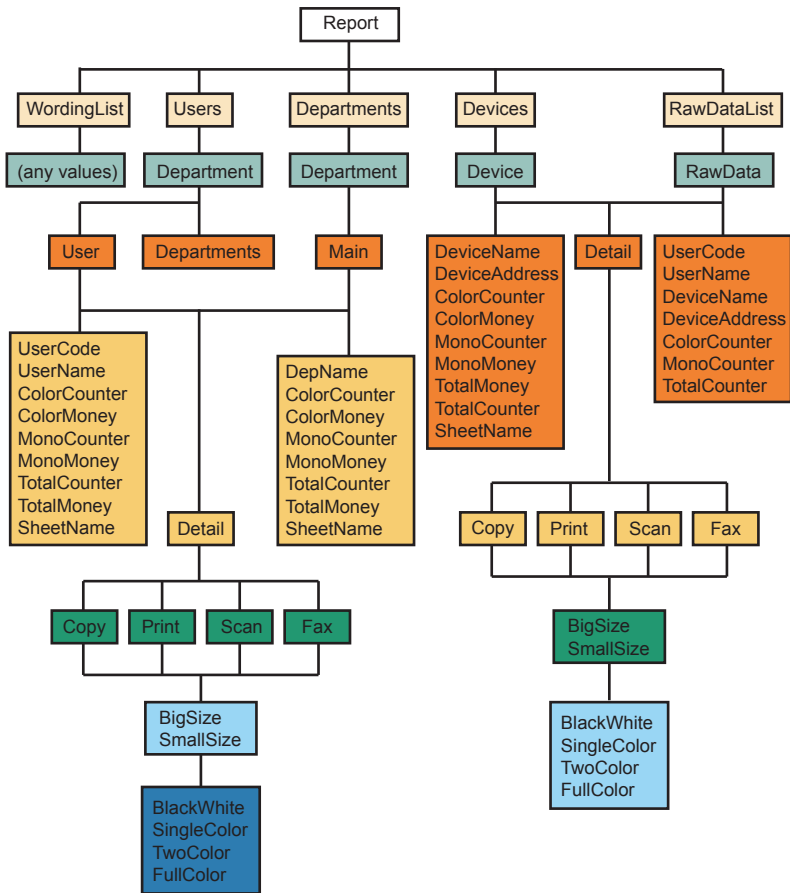 Report
WordingList
Users
Departments
Devices
RawDataList
(any values)
Department
Department
Device
RawData
User
Departments
Main
DeviceName
DeviceAddress
ColorCounter
ColorMoney
MonoCounter
MonoMoney
TotalMoney
TotalCounter
SheetName
Detail
UserCode
UserName
DeviceName
DeviceAddress
ColorCounter
MonoCounter
TotalCounter
UserCode
UserName
ColorCounter
ColorMoney
MonoCounter
MonoMoney
TotalCounter
TotalMoney
SheetName
Detail
DepName
ColorCounter
ColorMoney
MonoCounter
MonoMoney
TotalCounter
TotalMoney
SheetName
Copy
Print
Scan
Fax
Copy
Print
Scan
Fax
BigSize
SmallSize
BigSize
SmallSize
BlackWhite
SingleColor
TwoColor
FullColor
BlackWhite
SingleColor
TwoColor
FullColor